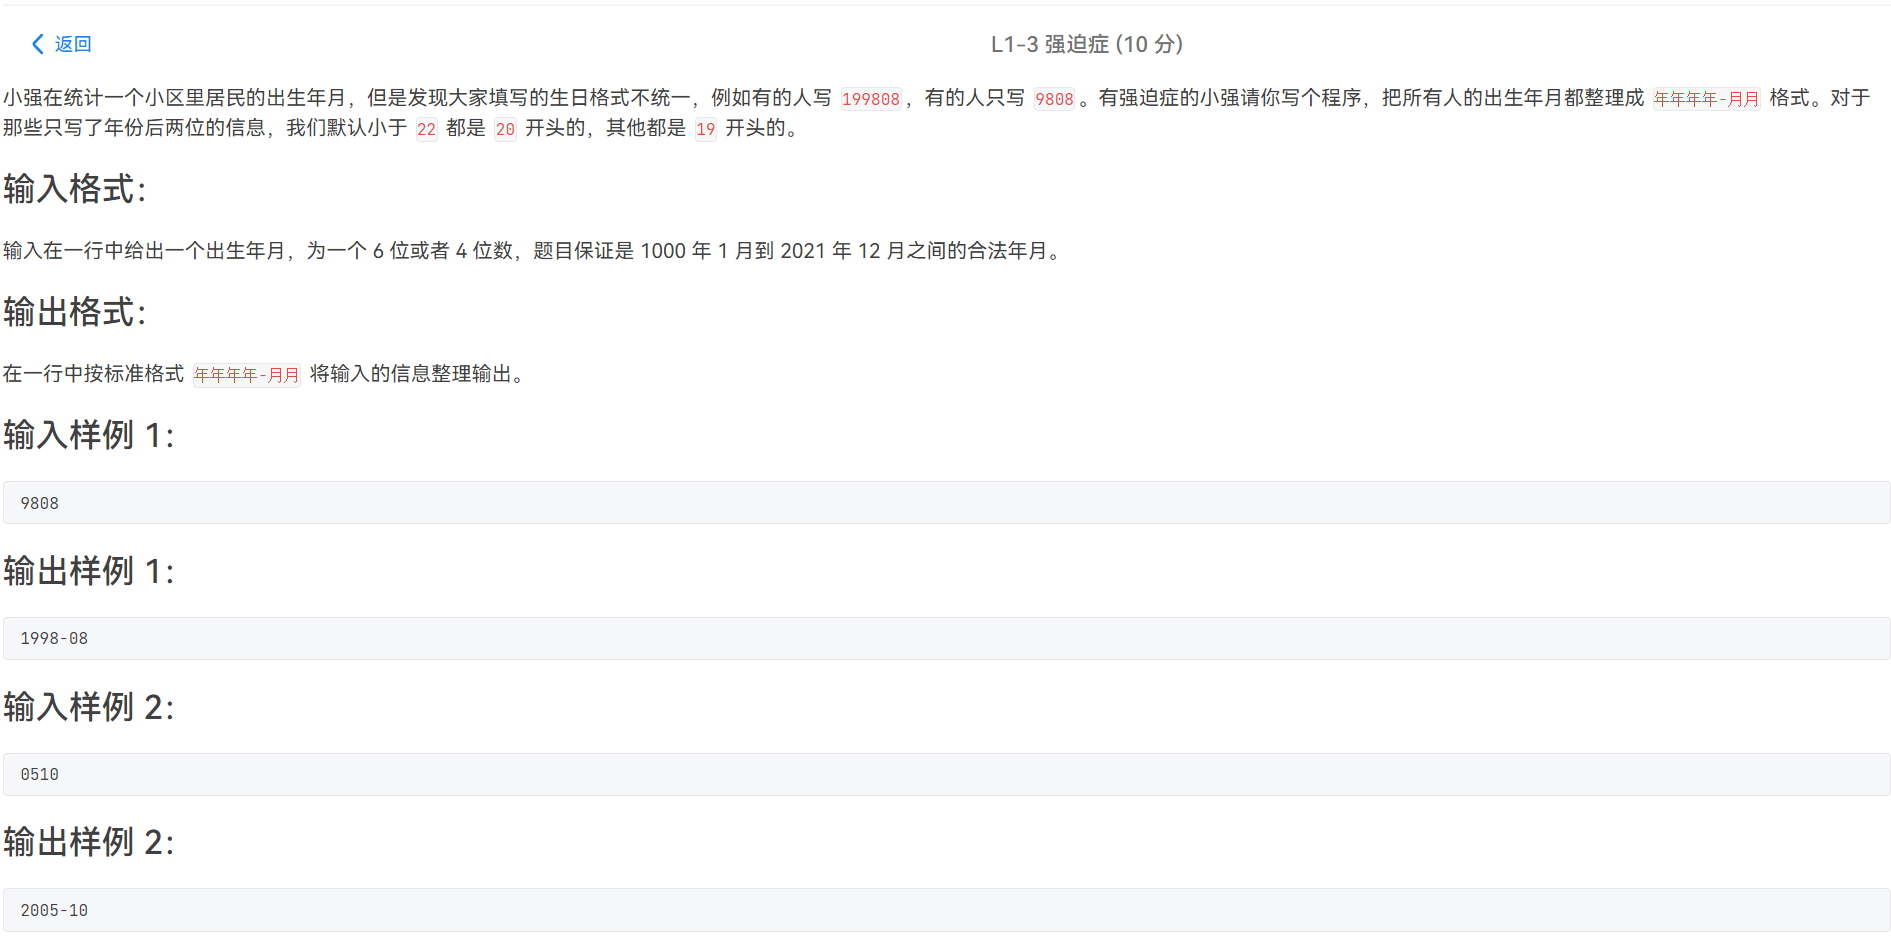 返回
L1-3 强迫症 (10 分)
小强在统计一个小区里居民的出生年月，但是发现大家填写的生日格式不统一，例如有的人写 199808，有的人只写 9808。有强迫症的小强请你写个程序，把所有人的出生年月都整理成 年年年年-月月 格式。对于
那些只写了年份后两位的信息，我们默认小于 22 都是 20 开头的，其他都是 19 开头的。
输入格式：
输入在一行中给出一个出生年月，为一个 6 位或者 4 位数，题目保证是 1000 年 1 月到 2021 年 12 月之间的合法年月。
输出格式：
在一行中按标准格式 年年年年-月月 将输入的信息整理输出。
输入样例 1：
9808
输出样例 1：
1998-08
输入样例 2：
0510
输出样例 2：
2005-10